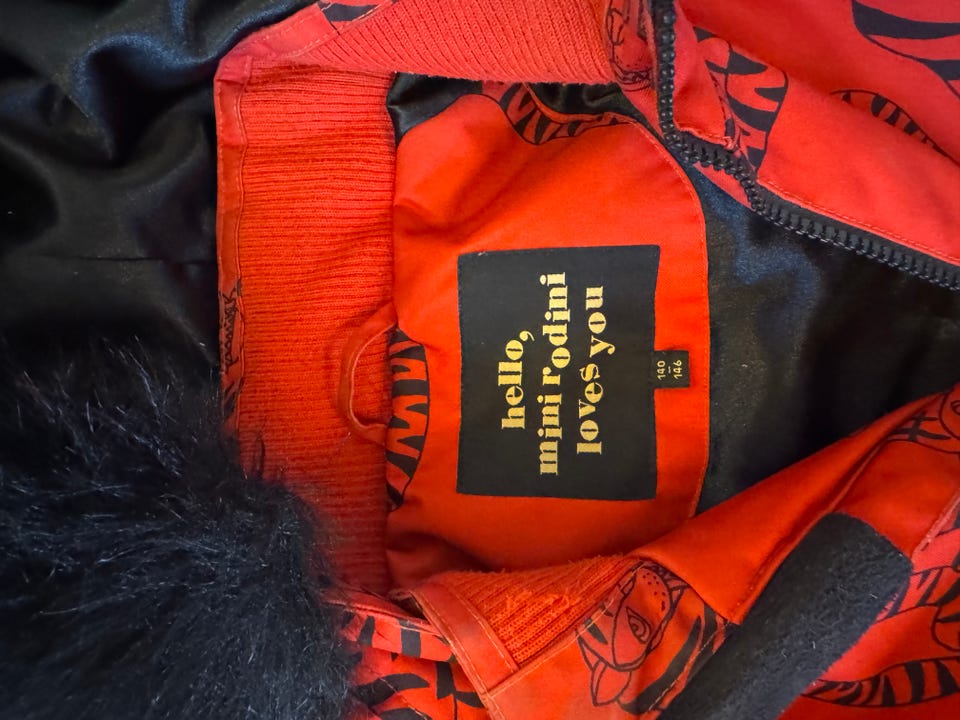 hello,
mini rodini
loves you
140
–
146